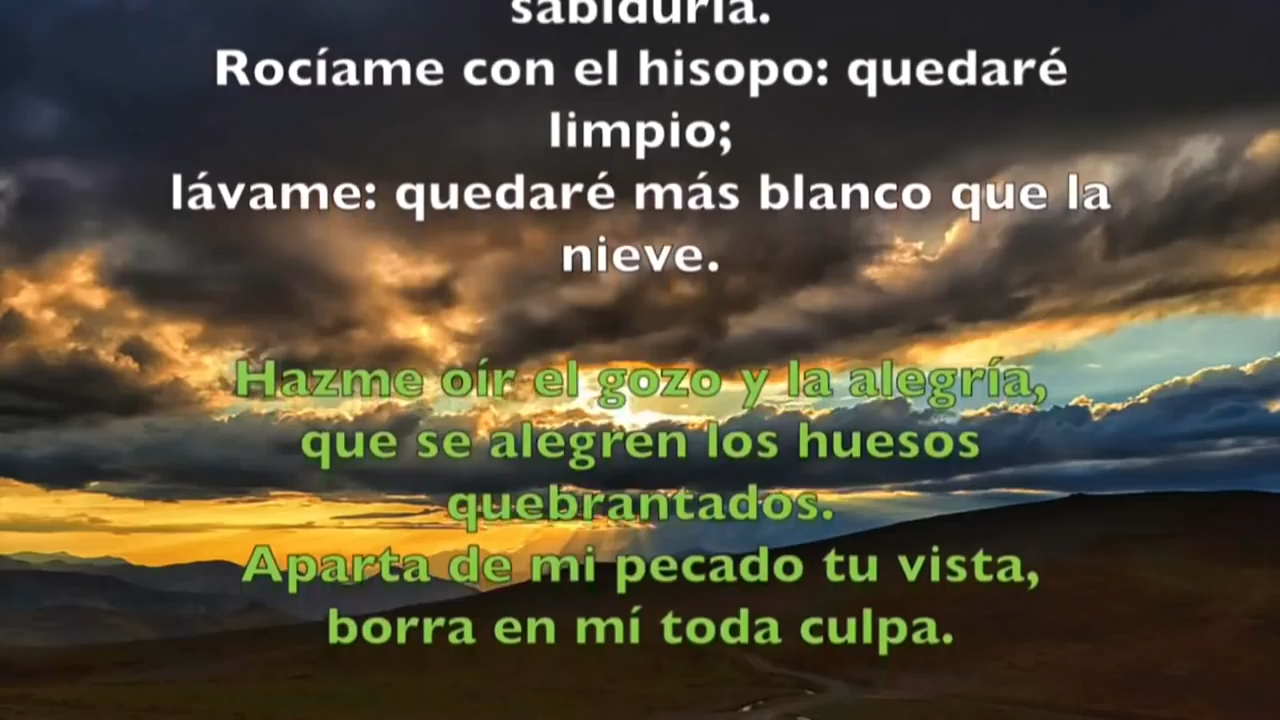 sabiduría.
Rocíame con el hisopo: quedaré
limpio;
lávame: quedaré más blanco que la
nieve.
Hazme oír el gozo y la alegría,
que se alegren los huesos
quebrantados.
Aparta de mi pecado tu vista,
borra en mí toda culpa.